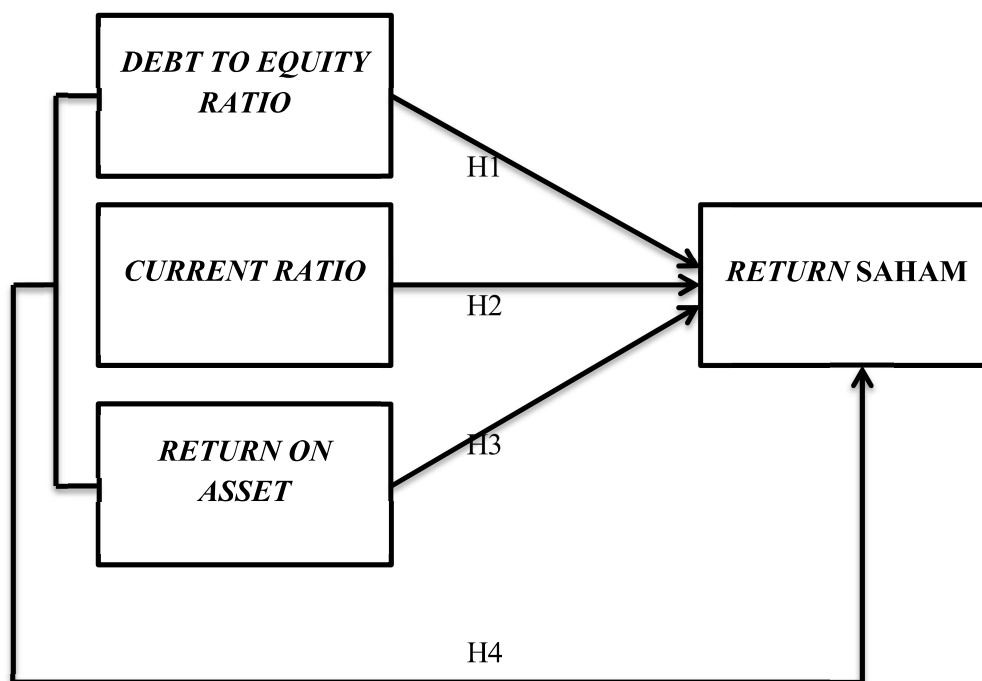 DEBT TO EQUITY
RATIO
H1
CURRENT RATIO
H2
RETURN SAHAM
RETURN ON
ASSET
H3
H4